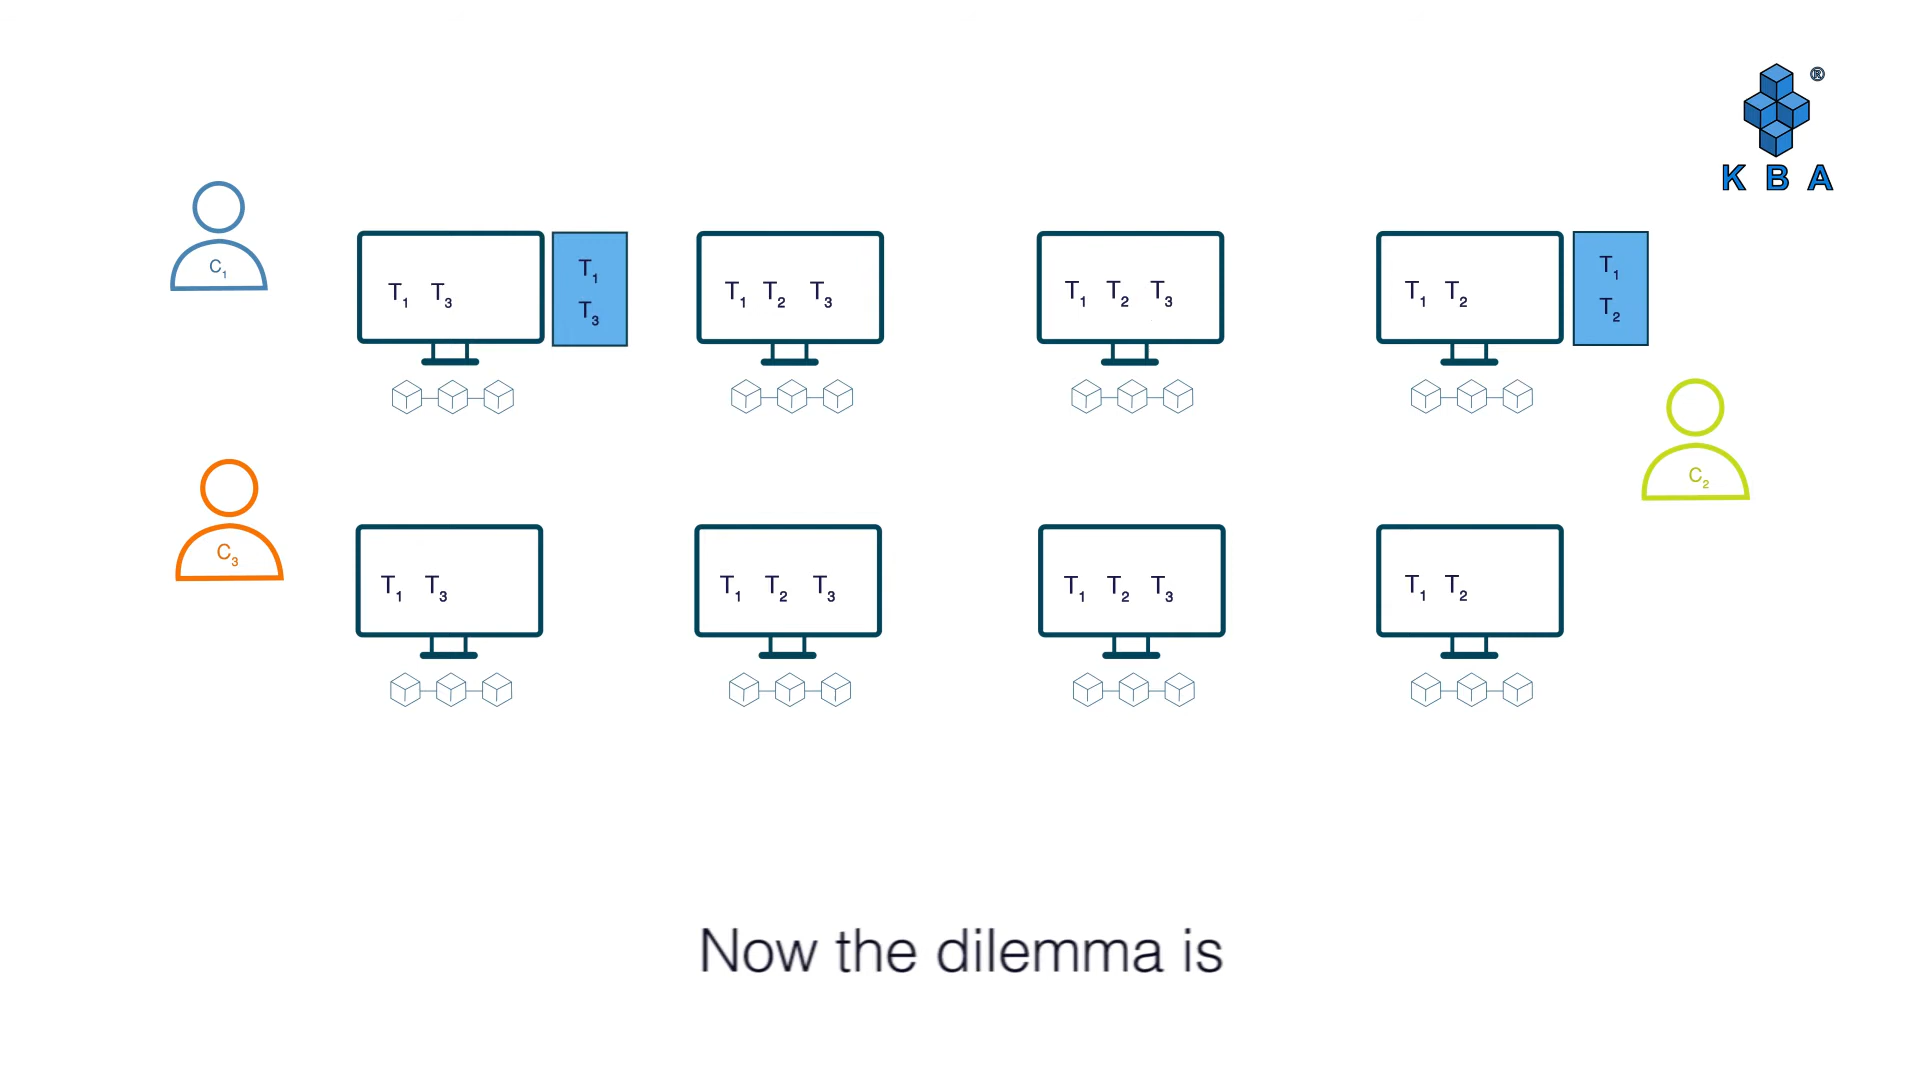 ®
K B A
C1
T1 T3
T1
T3
T1 T2 T3
T1 T2 T3
T1 T2
T1
T2
C2
C3
T1 T3
T1 T2 T3
T1 T2 T3
T1 T2
Now the dilemma is